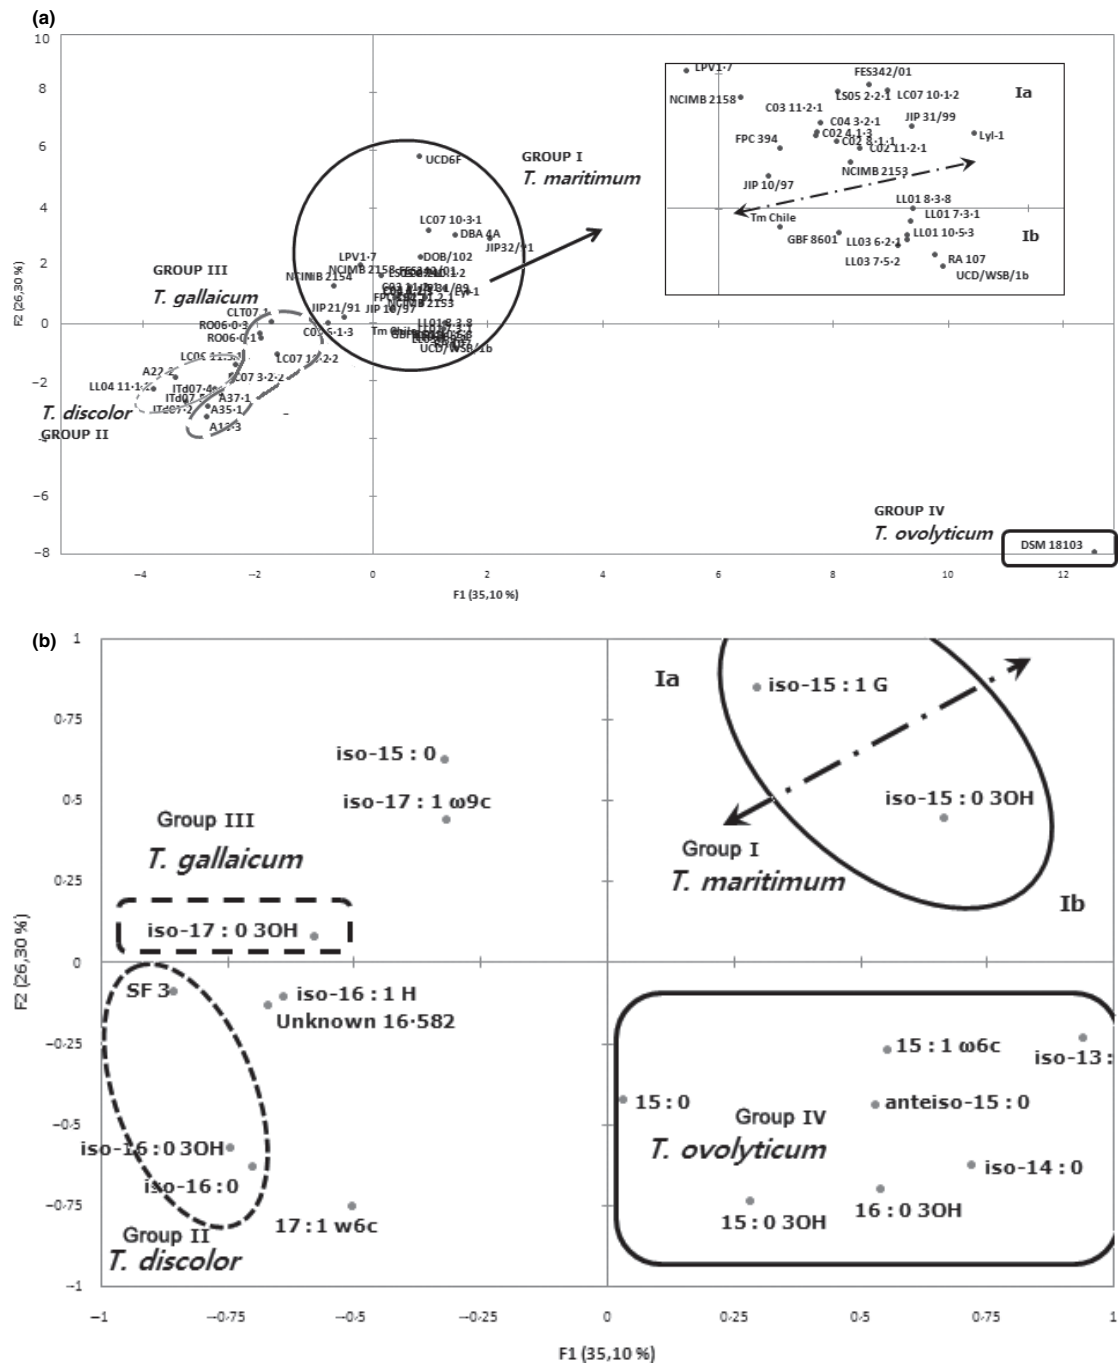 (a)
10
8
6
4
2
0
−2
−4
−6
−8
−4
−2
0
2
4
6
8
10
12
F2 (26,30 %)
F1 (35,10 %)
UCD6F
GROUP I
T. maritimum
LC07 10·3·1
DBA 4A
JIP32/91
DOB/102
LPV1·7
NCIMB 2158
FES342/01
NCIMB 2154
Lyl-1
JIP 21/91
JIP 10/97
NCIMB 2153
Tm Chile
LL01 8·3·8
UCD/WSB/1b
GROUP III
T. gallaicum
CLT07
RO06·0·3
RO06·0·1
LC07 3·2·2
LL04 11·1·2
ITd07·4
A37·1
A35·1
T. discolor
GROUP II
GROUP IV
T. ovolyticum
DSM 18103
LPV1·7
FES342/01
NCIMB 2158
LS05 2·2·1
LC07 10·1·2
Ia
C03 11·2·1
C04 3·2·1
JIP 31/99
C02 4·1·3
Lyl-1
FPC 394
C02 8·1·1
C02 11·2·1
NCIMB 2153
JIP 10/97
LL01 8·3·8
Tm Chile
LL01 7·3·1
GBF 8601
LL01 10·5·3
Ib
LL03 6·2·1
LL03 7·5·2
RA 107
UCD/WSB/1b
(b)
1
0·75
0·5
0·25
0
−0·25
−0·5
−0·75
−1
F2 (26,30 %)
Ia
iso-15 : 1 G
iso-15 : 0
iso-17 : 1 ω9c
iso-15 : 0 3OH
Group III
T. gallaicum
Group I
T. maritimum
Ib
iso-17 : 0 3OH
SF 3
iso-16 : 1 H
Unknown 16·582
15 : 1 ω6c
iso-13 :
15 : 0
anteiso-15 : 0
Group IV
T. ovolyticum
iso-16 : 0 3OH
iso-16 : 0
iso-14 : 0
16 : 0 3OH
15 : 0 3OH
17 : 1 w6c
Group II
T. discolor
−1
−0·75
−0·5
−0·25
0
0·25
0·5
0·75
1
F1 (35,10 %)